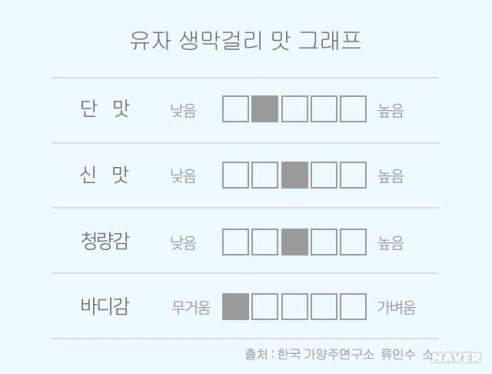 유자 생막걸리 맛 그래프
단 맛 낮음 높음
신 맛 낮음 높음
청량감 낮음 높음
바디감 무거움 가벼움
출처 : 한국 가양주연구소 류인수 소
NAVER